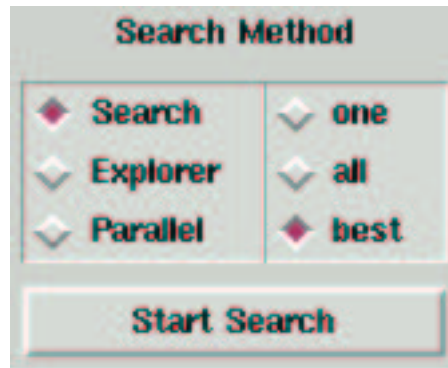 Search Method
Search
Explorer
Parallel
one
all
best
Start Search